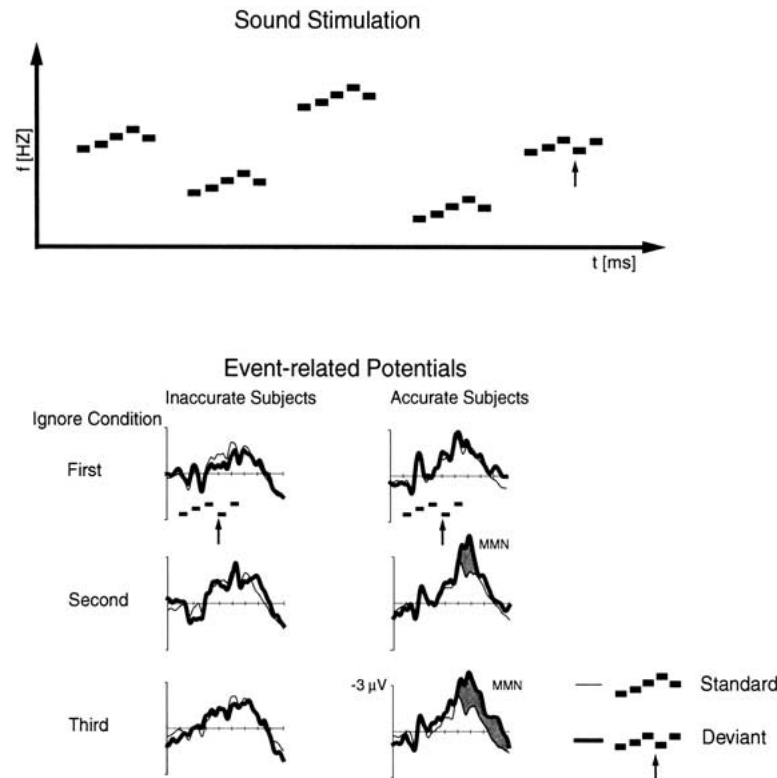 Sound Stimulation
f [HZ]
t [ms]
Event-related Potentials
Inaccurate Subjects
Accurate Subjects
Ignore Condition
First
Second
MMN
Third
-3 µV
MMN
Standard
Deviant